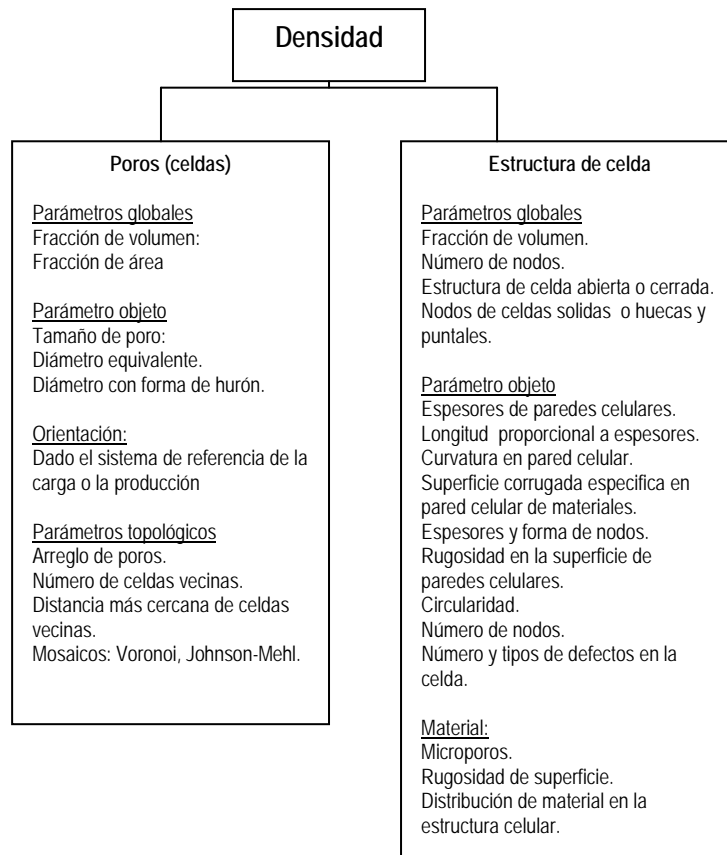 Densidad
Poros (celdas)
Parámetros globales
Fracción de volumen:
Fracción de área
Parámetro objeto
Tamaño de poro:
Diámetro equivalente.
Diámetro con forma de hurón.
Orientación:
Dado el sistema de referencia de la
carga o la producción
Parámetros topológicos
Arreglo de poros.
Número de celdas vecinas.
Distancia más cercana de celdas
vecinas.
Mosaicos: Voronoi, Johnson-Mehl.
Estructura de celda
Parámetros globales
Fracción de volumen.
Número de nodos.
Estructura de celda abierta o cerrada.
Nodos de celdas solidas o huecas y
puntales.
Parámetro objeto
Espesores de paredes celulares.
Longitud proporcional a espesores.
Curvatura en pared celular.
Superficie corrugada especifica en
pared celular de materiales.
Espesores y forma de nodos.
Rugosidad en la superficie de
paredes celulares.
Circularidad.
Número de nodos.
Número y tipos de defectos en la
celda.
Material:
Microporos.
Rugosidad de superficie.
Distribución de material en la
estructura celular.